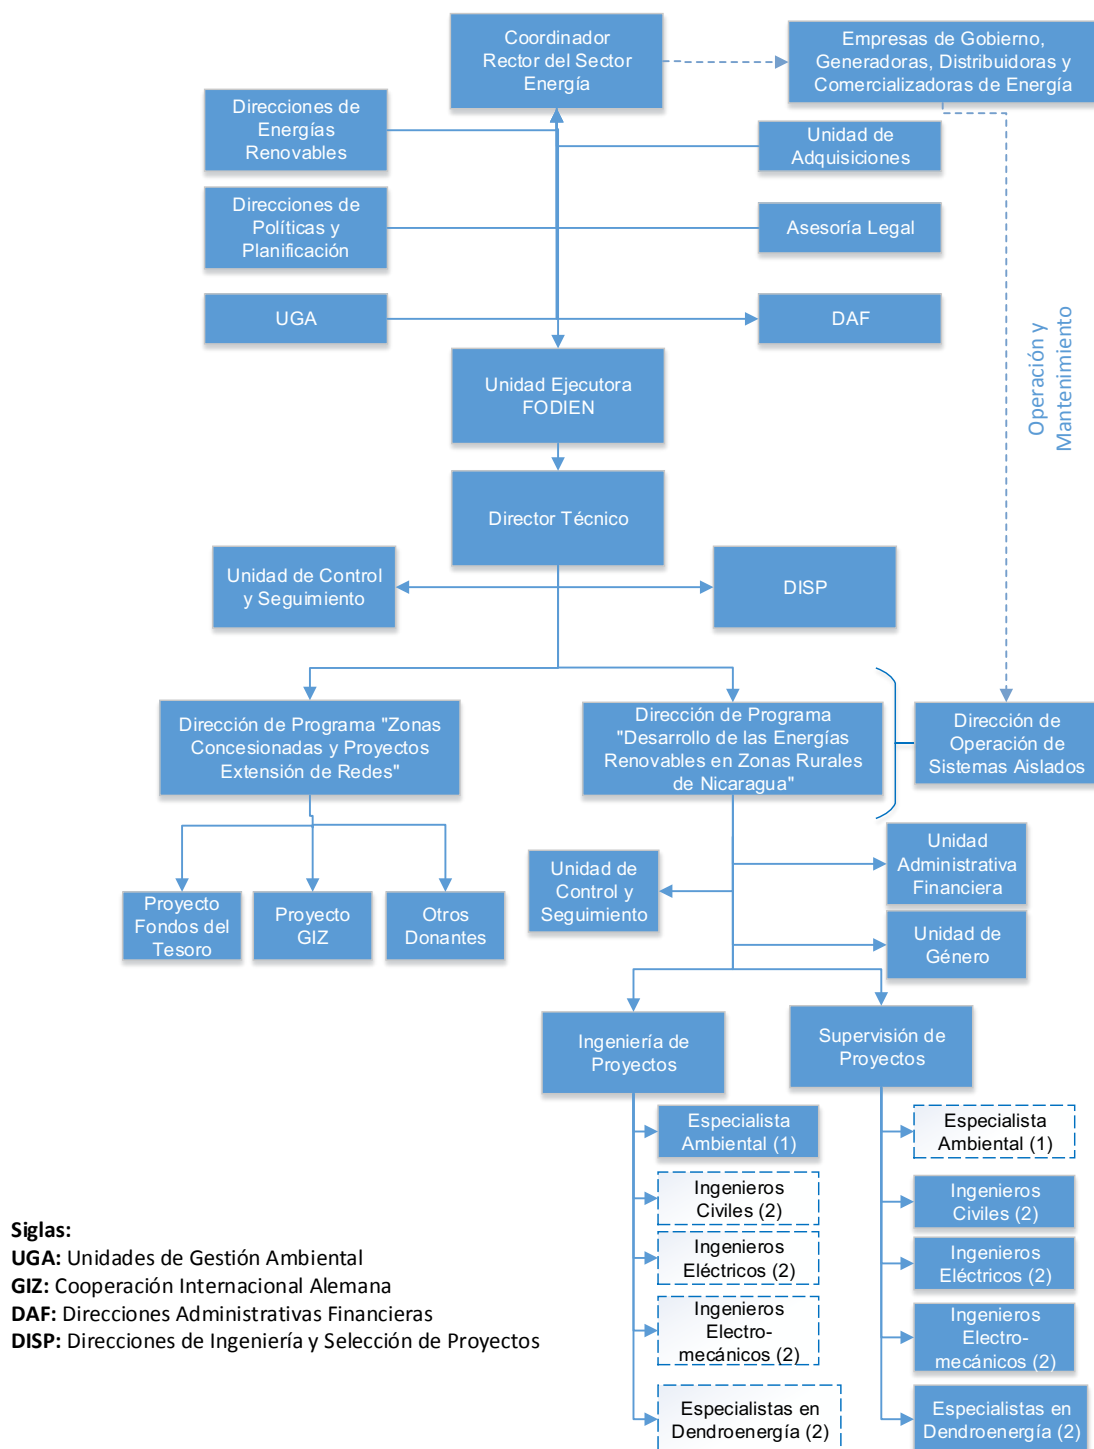 Coordinador
Rector del Sector
Energía
Empresas de Gobierno,
Generadoras, Distribuidoras y
Comercializadoras de Energía
Direcciones de
Energías
Renovables
Unidad de
Adquisiciones
Direcciones de
Políticas y
Planificación
Asesoría Legal
UGA
DAF
Operación y
Mantenimiento
Unidad Ejecutora
FODIEN
Director Técnico
Unidad de Control
y Seguimiento
DISP
Dirección de Programa "Zonas
Concesionadas y Proyectos
Extensión de Redes"
Dirección de Programa
"Desarrollo de las Energías
Renovables en Zonas Rurales
de Nicaragua"
Dirección de
Operación de
Sistemas Aislados
Unidad
Administrativa
Financiera
Unidad de
Control y
Seguimiento
Proyecto
Fondos del
Tesoro
Proyecto
GIZ
Otros
Donantes
Unidad de
Género
Ingeniería de
Proyectos
Supervisión de
Proyectos
Especialista
Ambiental (1)
Especialista
Ambiental (1)
Ingenieros
Civiles (2)
Ingenieros
Civiles (2)
Ingenieros
Eléctricos (2)
Ingenieros
Eléctricos (2)
Ingenieros
Electro-
mecánicos (2)
Ingenieros
Electro-
mecánicos (2)
Especialistas en
Dendroenergía (2)
Especialistas en
Dendroenergía (2)
Siglas:
UGA: Unidades de Gestión Ambiental
GIZ: Cooperación Internacional Alemana
DAF: Direcciones Administrativas Financieras
DISP: Direcciones de Ingeniería y Selección de Proyectos